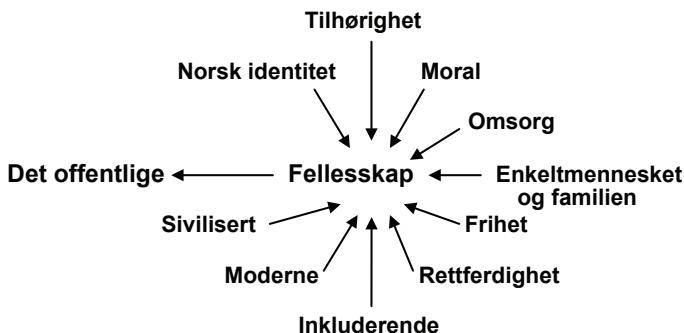 Tilhørighet
Norsk identitet
Moral
Omsorg
Det offentlige
Fellesskap
Enkeltmennesket
og familien
Sivilisert
Frihet
Moderne
Rettferdighet
Inkluderende